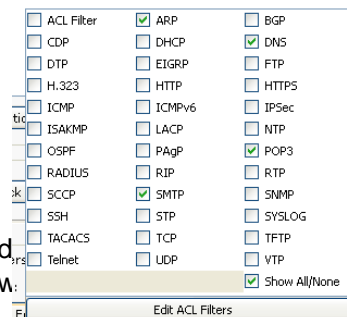 ACL Filter ARP BGP
CDP DHCP DNS
DTP EIGRP FTP
H.323 HTTP HTTPS
ICMP ICMPv6 IPSec
ISAKMP LACP NTP
OSPF PAgP POP3
RADIUS RIP RTP
SCCP SMTP SNMP
SSH STP SYSLOG
TACACS TCP TFTP
Telnet UDP VTP
Show All/None
Edit ACL Filters